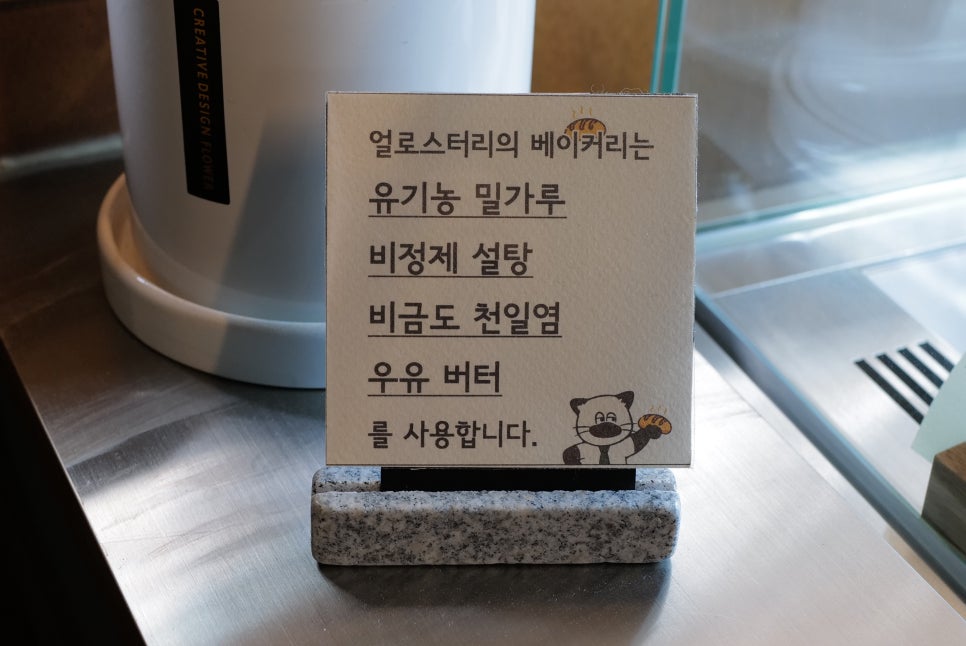 CREATIVE DESIGN FLOWER
얼로스터리의 베이커리는
유기농 밀가루
비정제 설탕
비금도 천일염
우유 버터
를 사용합니다.